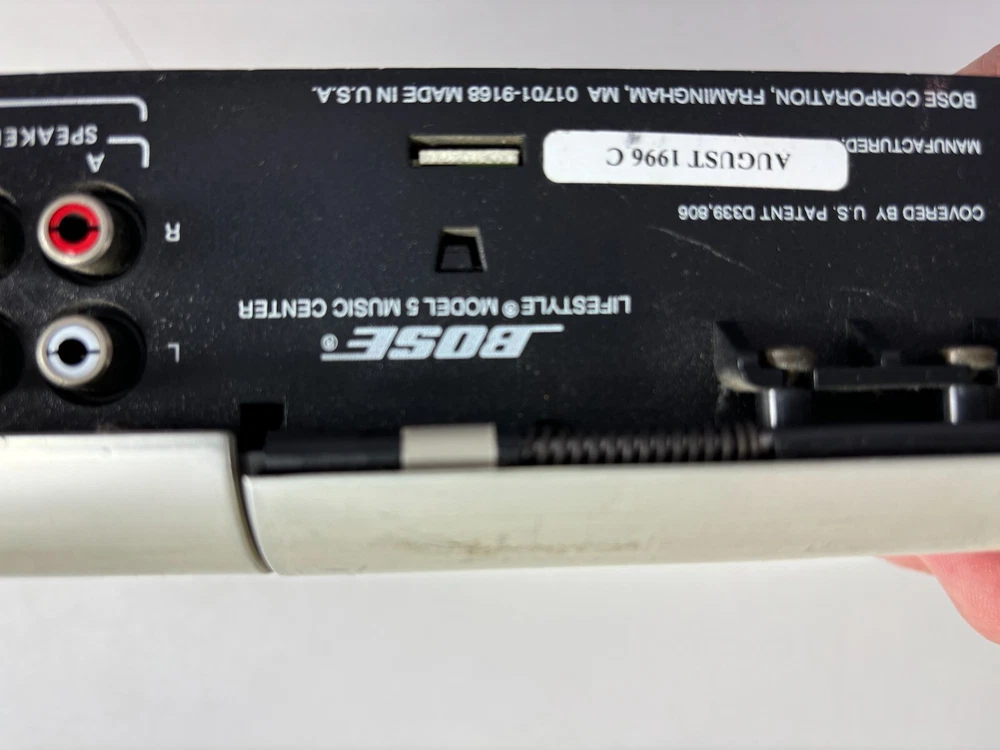 BOSE®
LIFESTYLE® MODEL 5 MUSIC CENTER
COVERED BY U.S. PATENT D339,806
MANUFACTURED:
AUGUST 1996 C
BOSE CORPORATION, FRAMINGHAM, MA 01701-9168 MADE IN U.S.A.
L
R
A